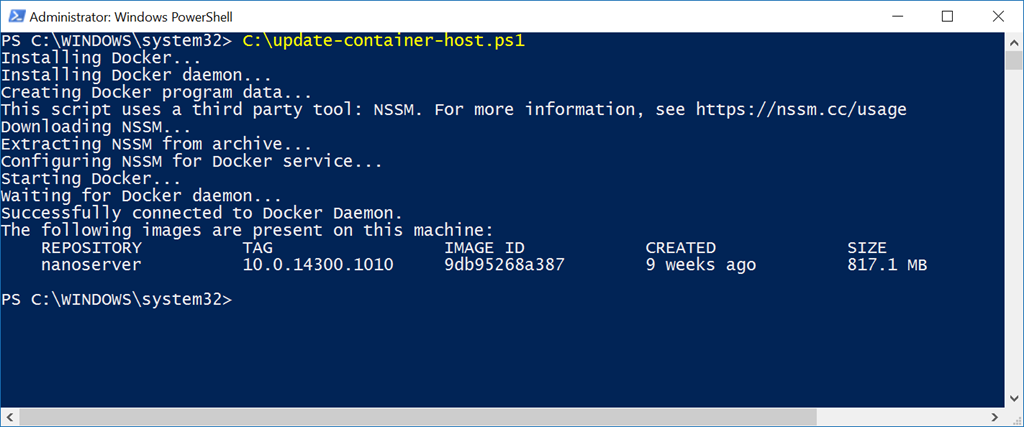 Administrator: Windows PowerShell
PS C:\WINDOWS\system32> C:\update-container-host.ps1
Installing Docker...
Installing Docker daemon...
Creating Docker program data...
This script uses a third party tool: NSSM. For more information, see https://nssm.cc/usage
Downloading NSSM...
Extracting NSSM from archive...
Configuring NSSM for Docker service...
Starting Docker...
Waiting for Docker daemon...
Successfully connected to Docker Daemon.
The following images are present on this machine:
    REPOSITORY          TAG                 IMAGE ID            CREATED             SIZE
    nanoserver          10.0.14300.1010     9db95268a387        9 weeks ago         817.1 MB
PS C:\WINDOWS\system32>